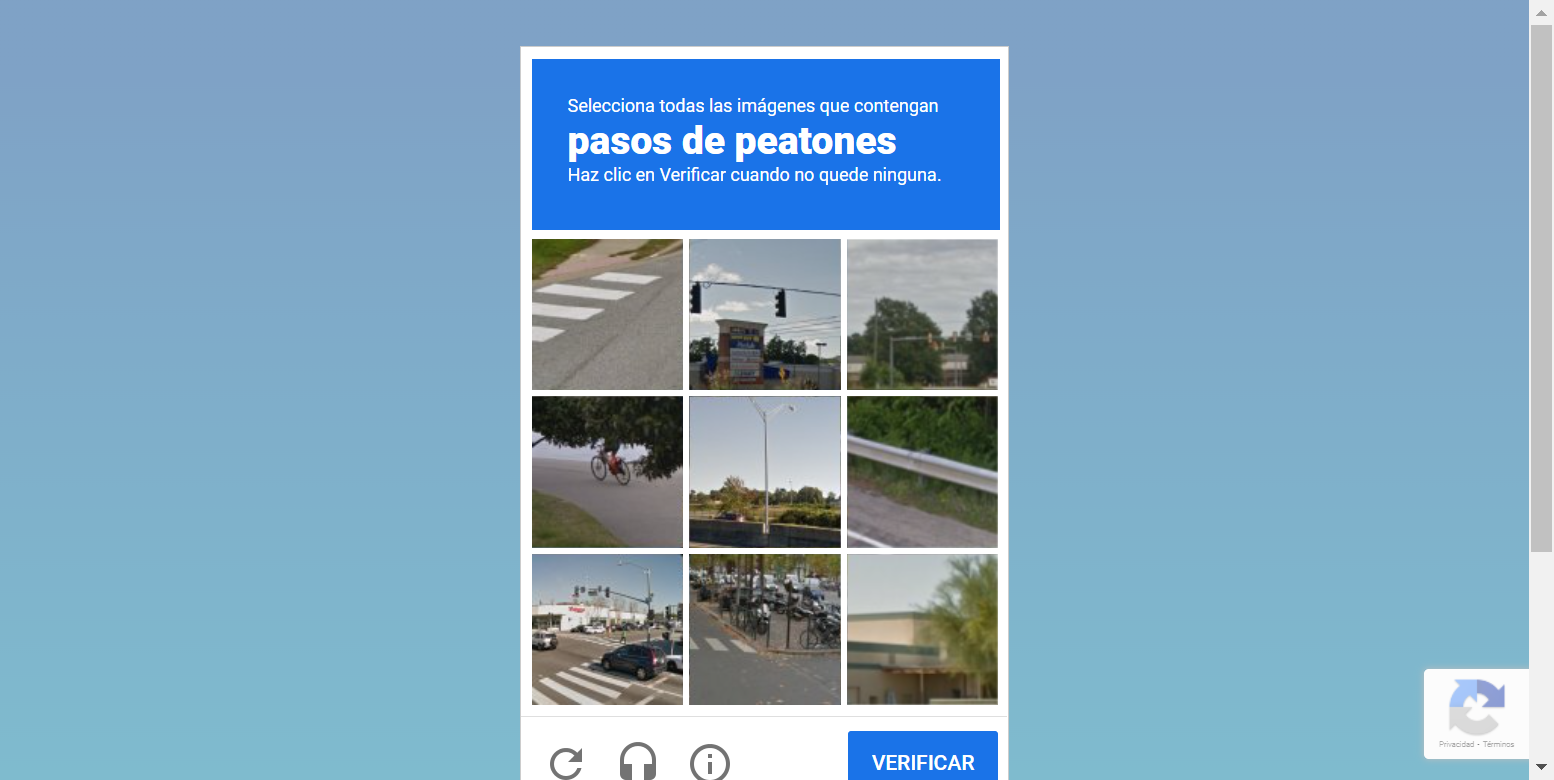 Selecciona todas las imágenes que contengan
pasos de peatones
Haz clic en Verificar cuando no quede ninguna.
VERIFICAR
Privacidad - Términos